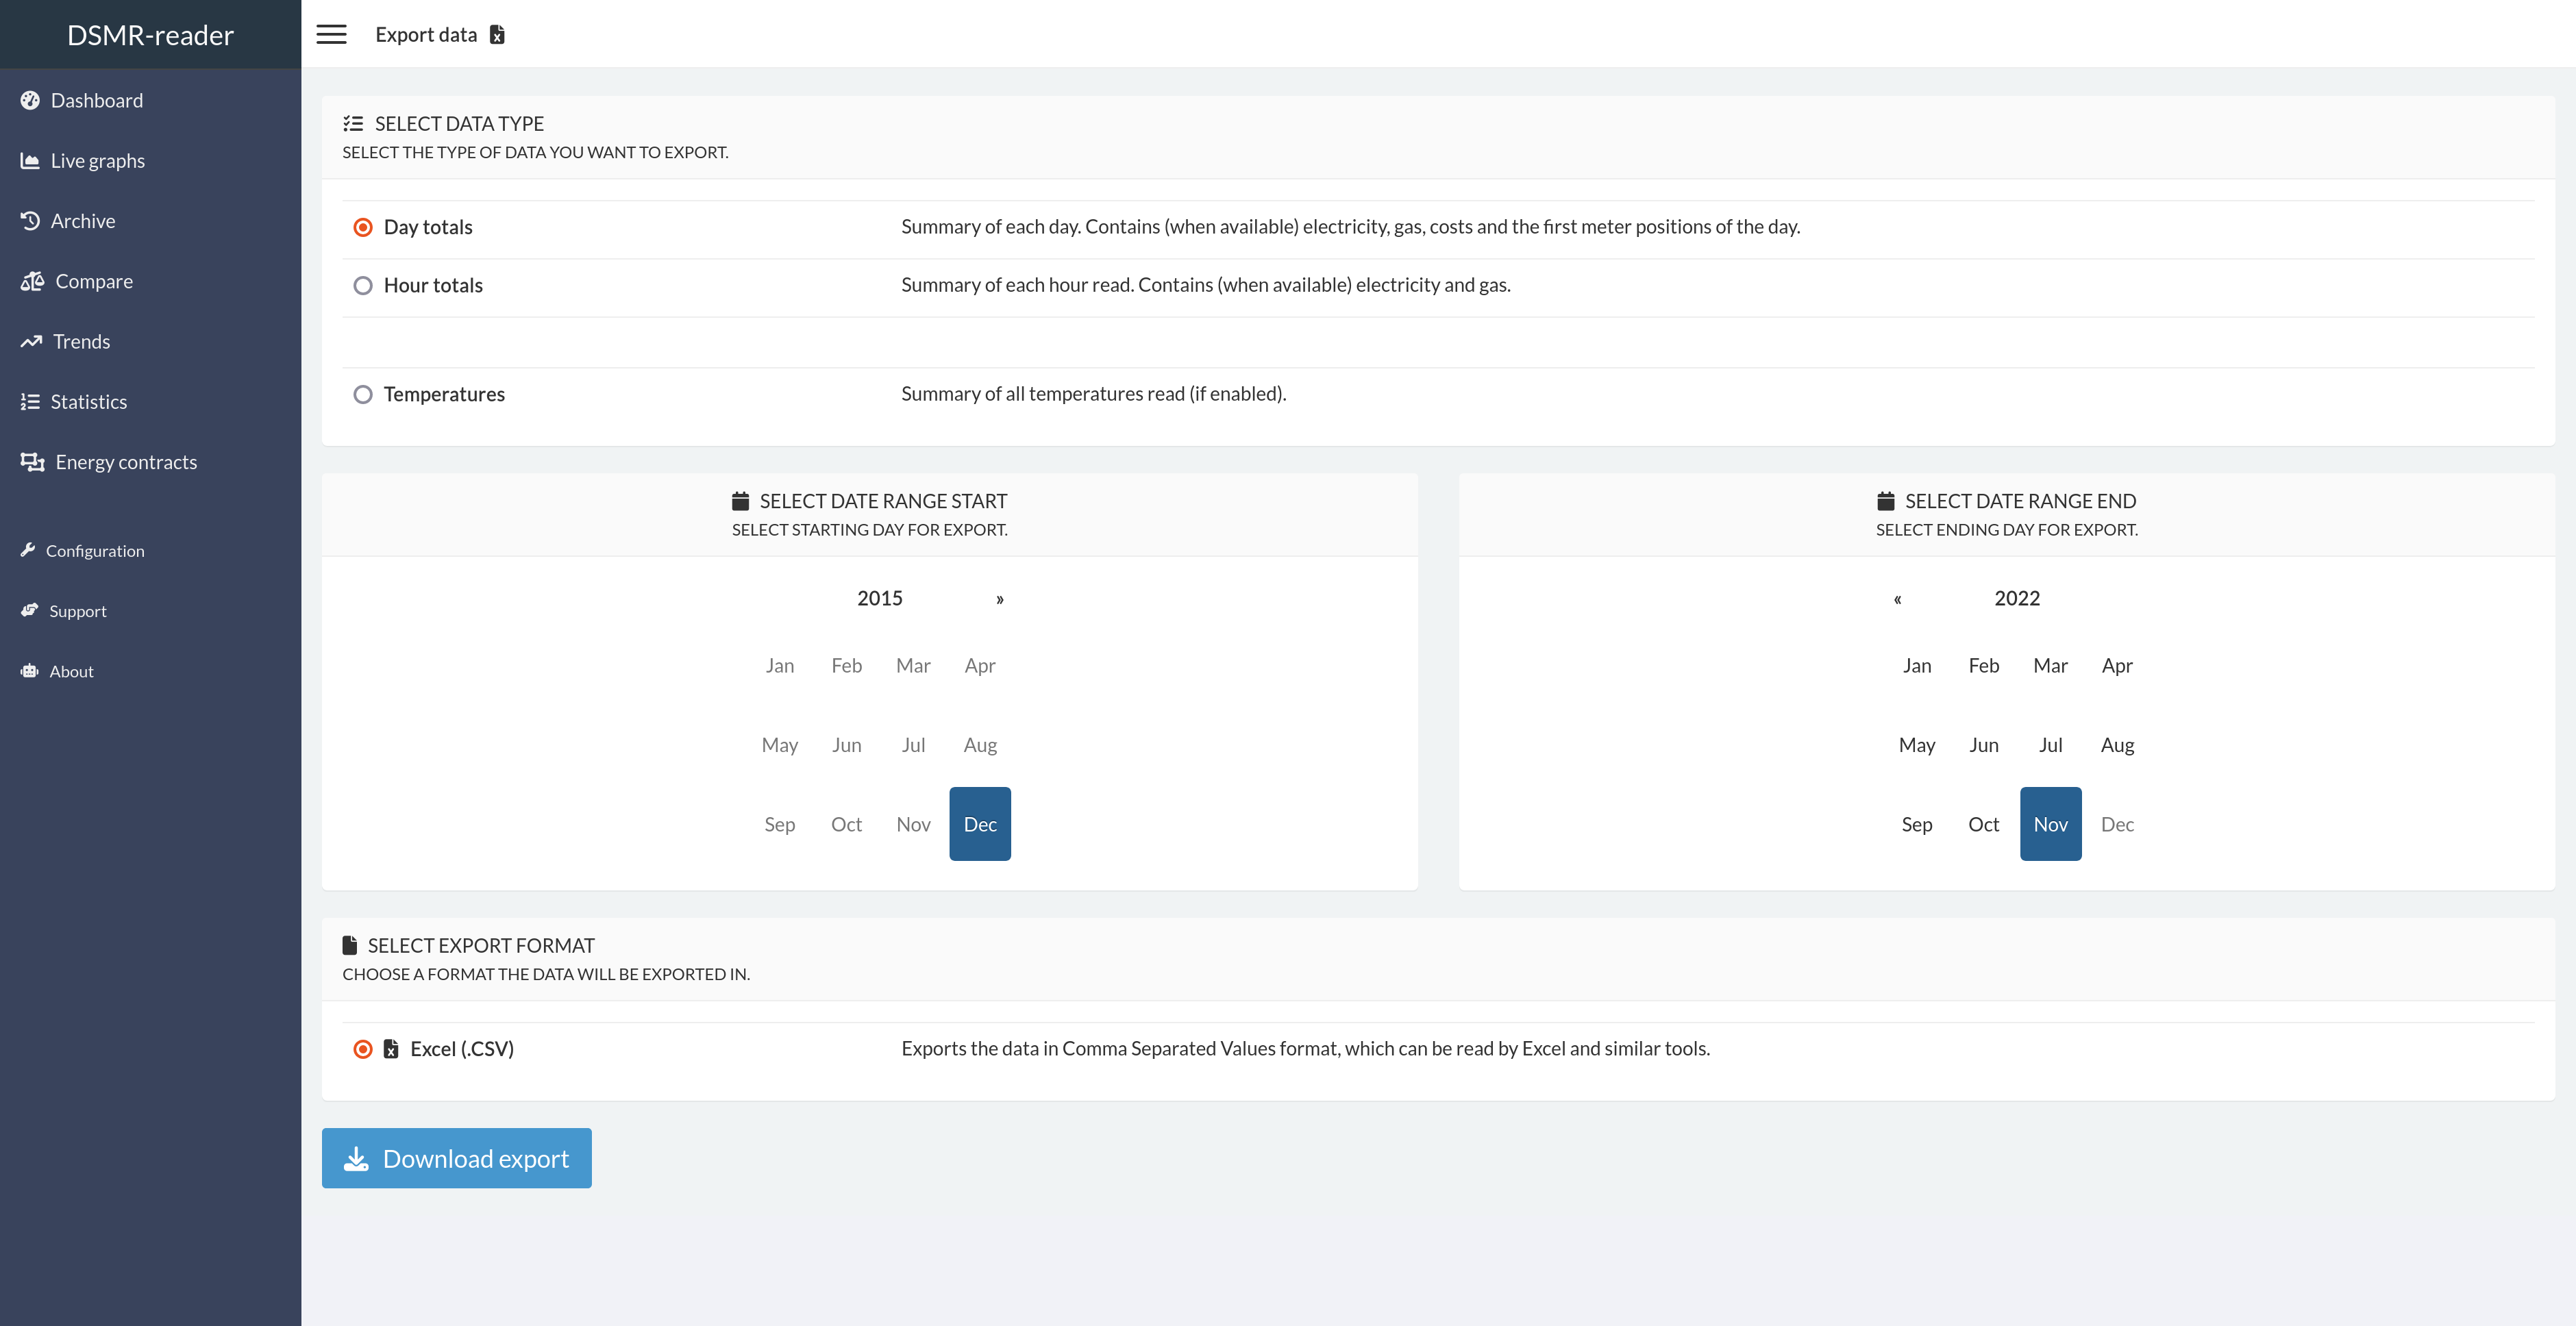 DSMR-reader
Export data
Dashboard
Live graphs
Archive
Compare
Trends
Statistics
Energy contracts
Configuration
Support
About
SELECT DATA TYPE
SELECT THE TYPE OF DATA YOU WANT TO EXPORT.
Day totals Summary of each day. Contains (when available) electricity, gas, costs and the first meter positions of the day.
Hour totals Summary of each hour read. Contains (when available) electricity and gas.
Temperatures Summary of all temperatures read (if enabled).
SELECT DATE RANGE START
SELECT STARTING DAY FOR EXPORT.
2015 »
Jan Feb Mar Apr
May Jun Jul Aug
Sep Oct Nov Dec
SELECT DATE RANGE END
SELECT ENDING DAY FOR EXPORT.
« 2022
Jan Feb Mar Apr
May Jun Jul Aug
Sep Oct Nov Dec
SELECT EXPORT FORMAT
CHOOSE A FORMAT THE DATA WILL BE EXPORTED IN.
Excel (.CSV) Exports the data in Comma Separated Values format, which can be read by Excel and similar tools.
Download export